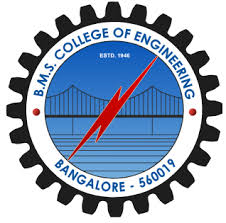 B.M.S. COLLEGE OF ENGINEERING
ESTD. 1946
BANGALORE - 560019